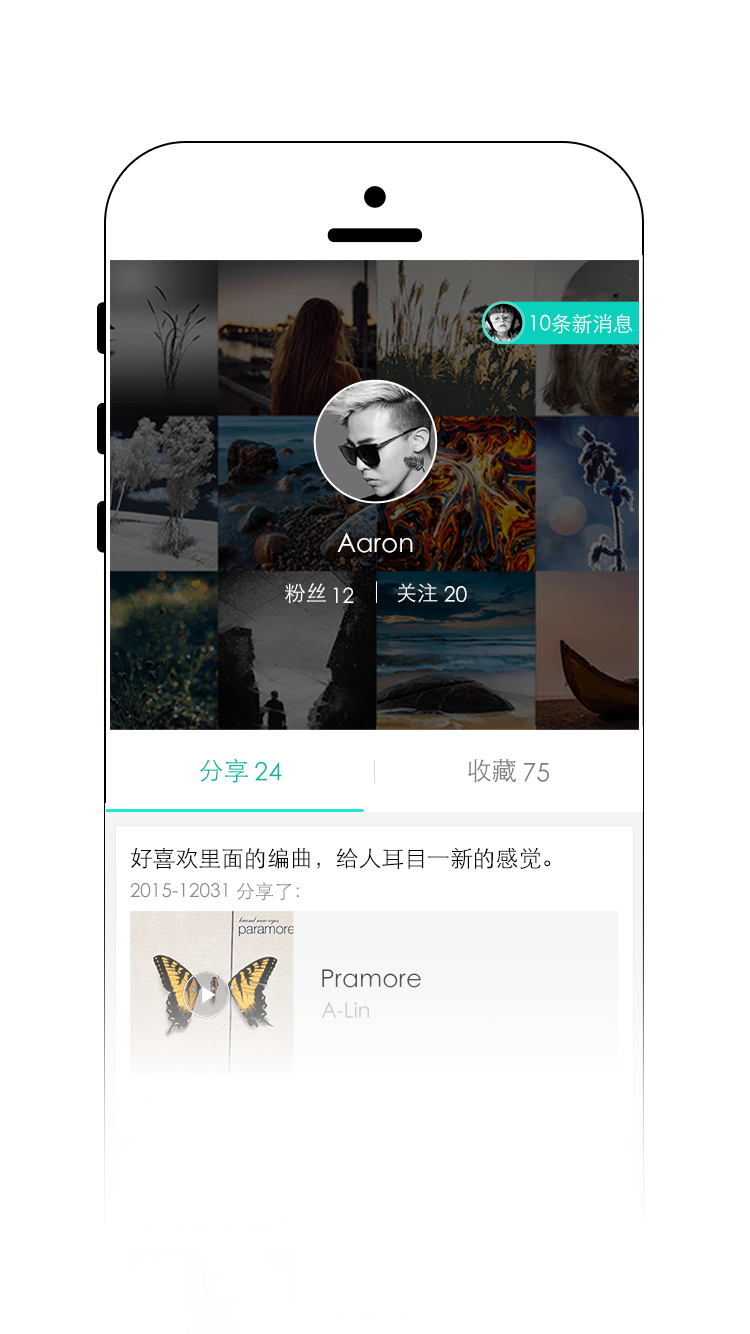 10条新消息
Aaron
粉丝 12 关注 20
分享 24 收藏 75
好喜欢里面的编曲，给人耳目一新的感觉。
2015-12031 分享了：
brand new eyes
paramore
Pramore
A-Lin